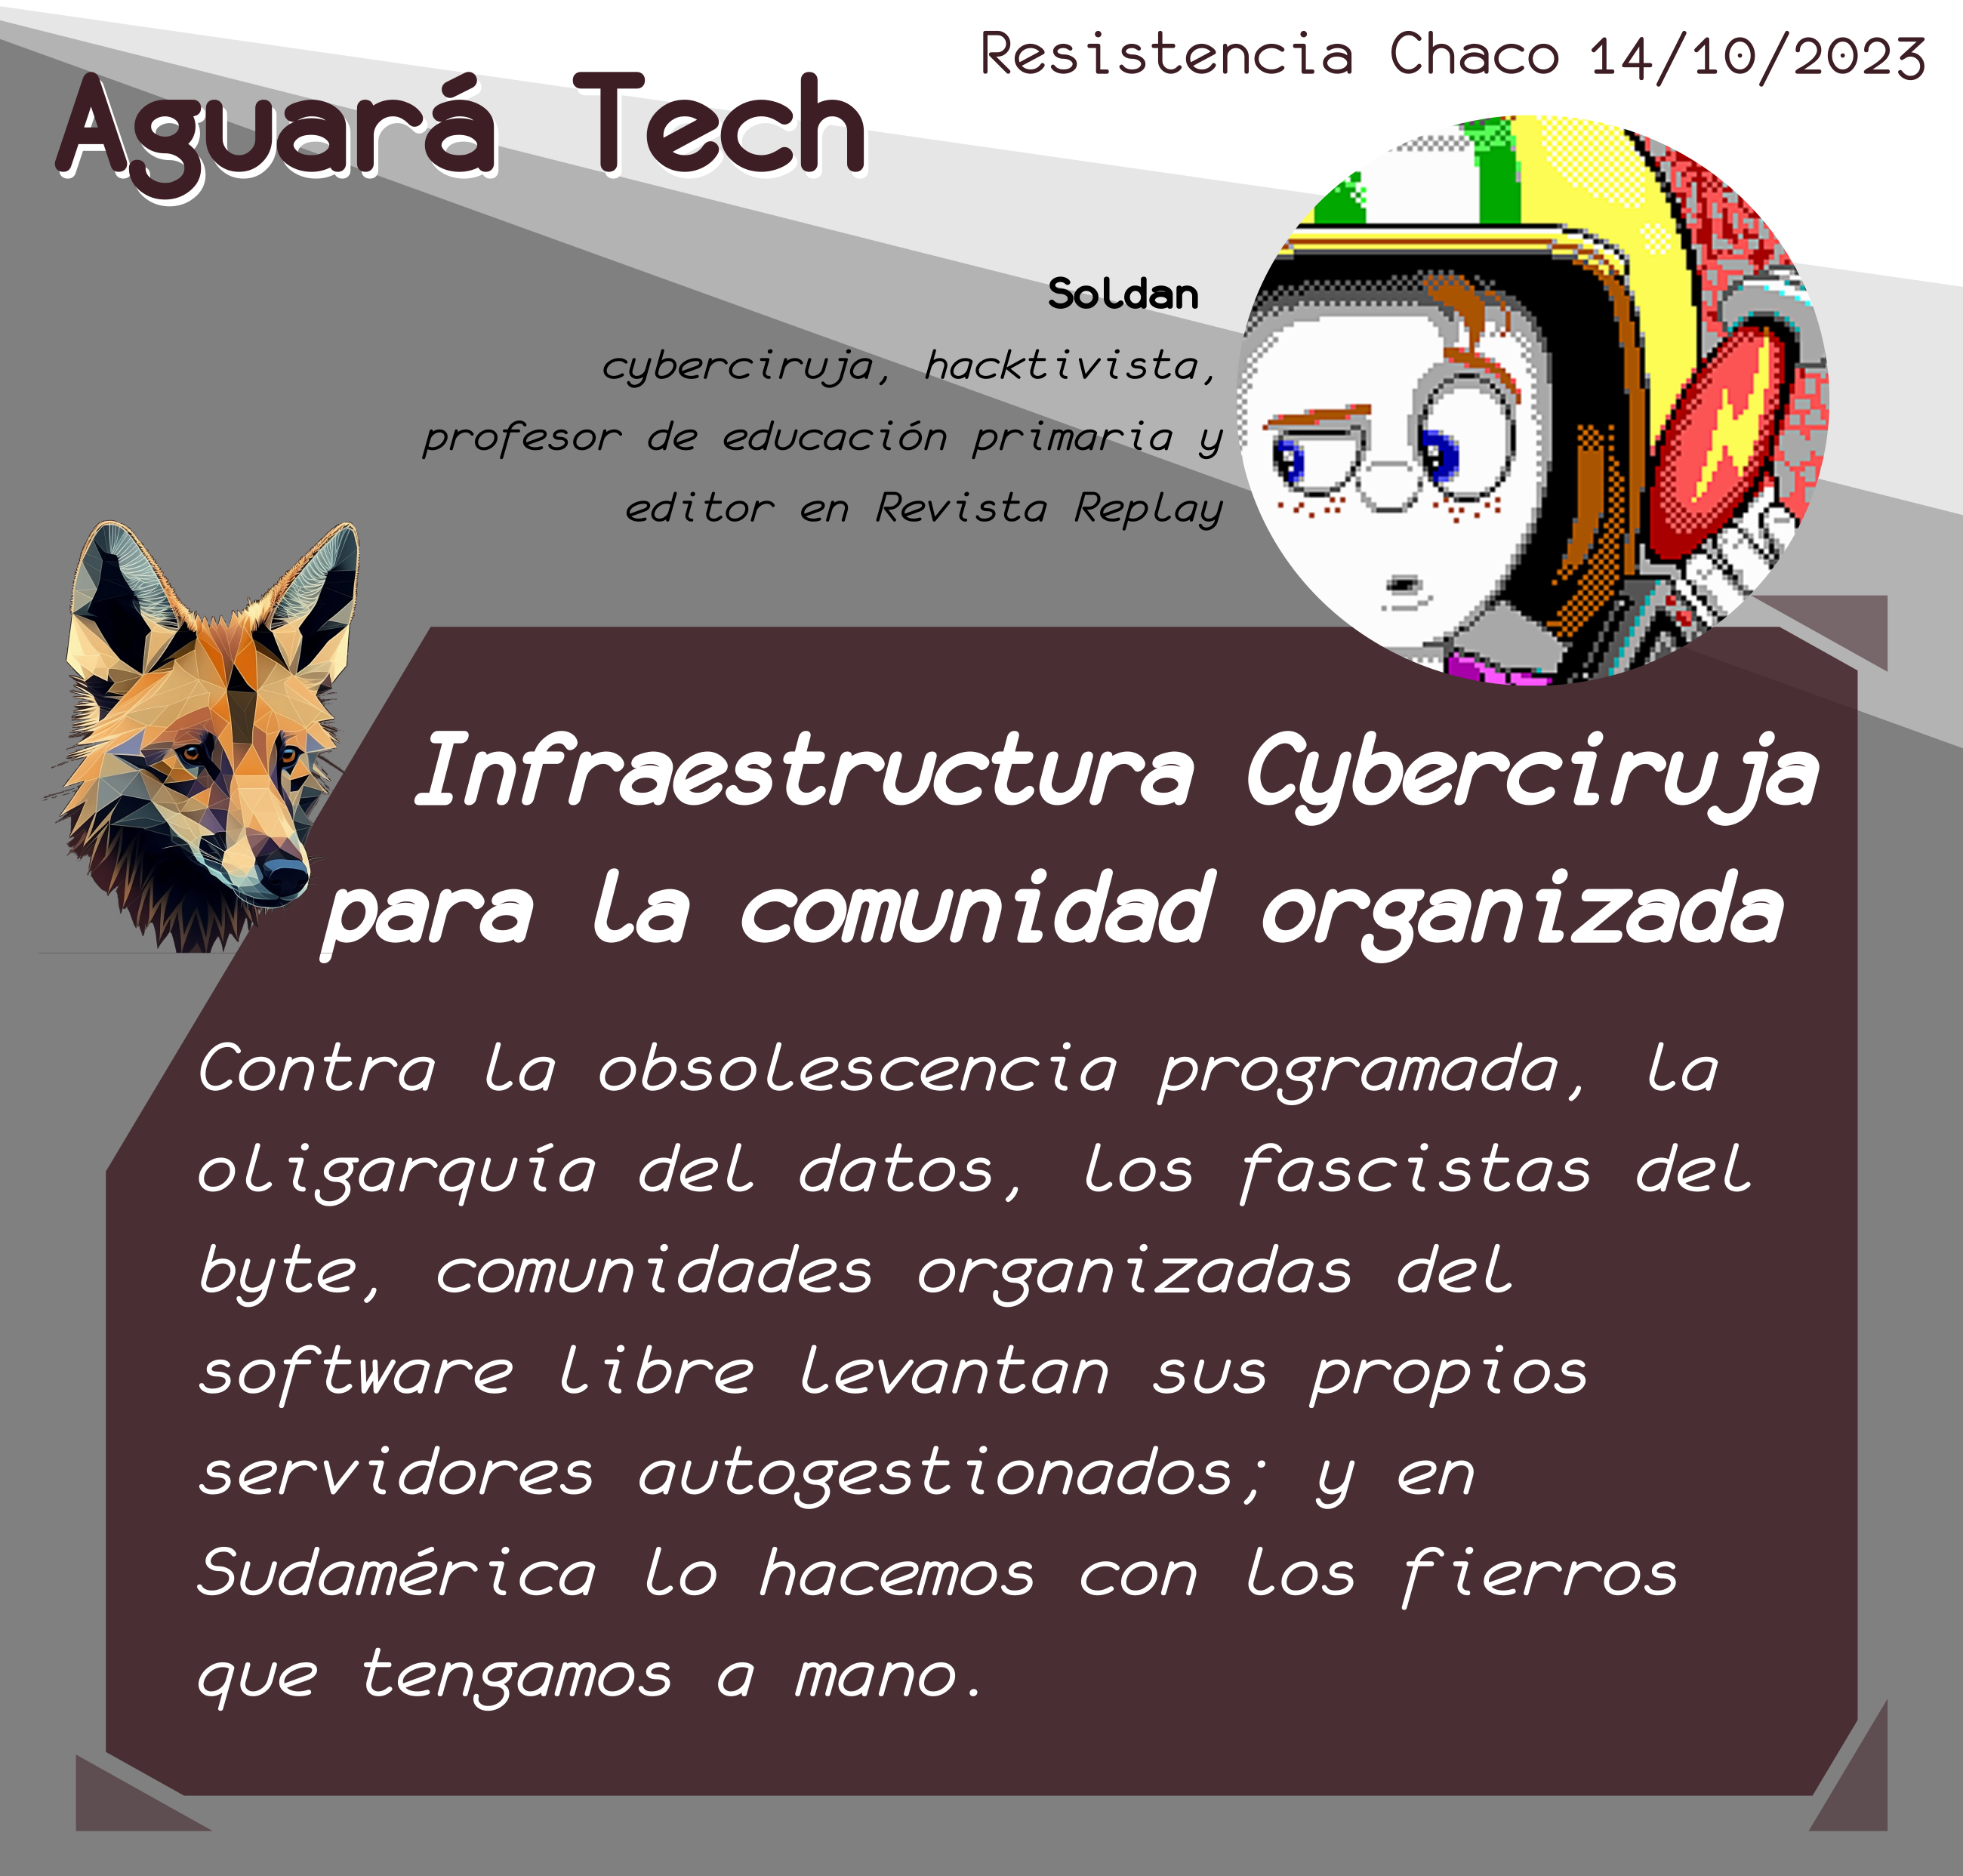 Resistencia Chaco 14/10/2023
Aguará Tech
Soldan
cyberciruja, hacktivista,
profesor de educación primaria y
editor en Revista Replay
Infraestructura Cyberciruja
para la comunidad organizada
Contra la obsolescencia programada, la
oligarquía del datos, los fascistas del
byte, comunidades organizadas del
software libre levantan sus propios
servidores autogestionados; y en
Sudamérica lo hacemos con los fierros
que tengamos a mano.